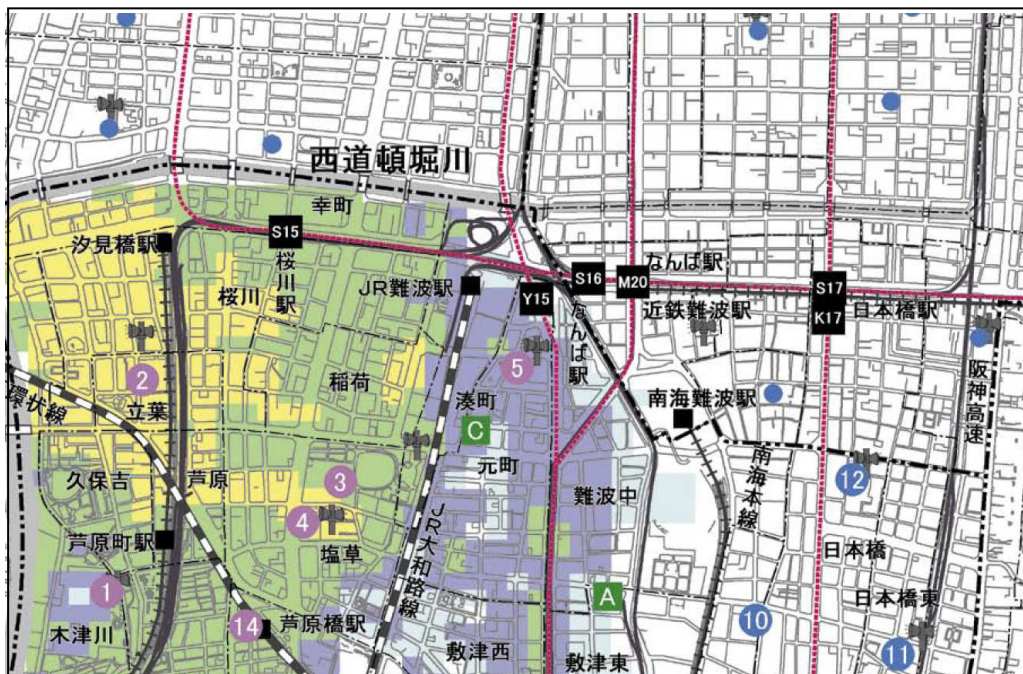 西道頓堀川
幸町
汐見橋駅
S15
桜川駅
桜川
JR難波駅
Y15
S16
なんば駅
M20
なんば駅
近鉄難波駅
S17
K17
日本橋駅
阪神高速
環状線
2
立葉
稲荷
5
湊町
C
元町
南海難波駅
南海本線
久保吉
芦原
3
4
塩草
難波中
12
芦原町駅
JR大和路線
日本橋
1
木津川
14
芦原橋駅
敷津西
A
敷津東
10
日本橋東
11